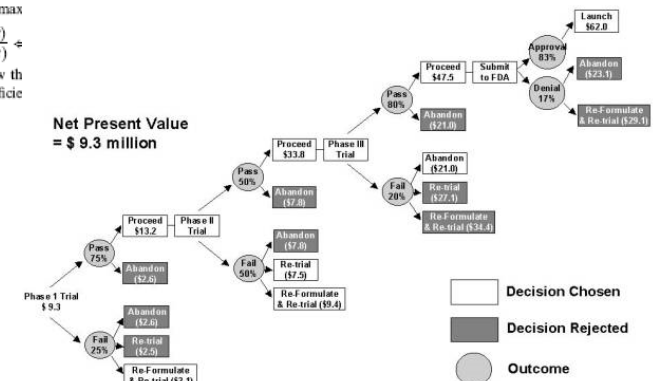 max
Net Present Value
= $ 9.3 million
Phase 1 Trial
$ 9.3
Pass
75%
Fail
25%
Proceed
$13.2
Abandon
($2.6)
Abandon
($2.6)
Re-trial
($2.5)
Re-Formulate
Phase II
Trial
Pass
50%
Fail
50%
Proceed
$33.8
Abandon
($7.8)
Abandon
($7.8)
Re-trial
($7.5)
Re-Formulate
& Re-trial ($9.4)
Phase III
Trial
Pass
80%
Fail
20%
Proceed
$47.5
Abandon
($21.0)
Abandon
($21.0)
Re-trial
($27.1)
Re-Formulate
& Re-trial ($34.4)
Submit
to FDA
Approval
83%
Denial
17%
Launch
$62.0
Abandon
($23.1)
Re-Formulate
& Re-trial ($29.1)
Decision Chosen
Decision Rejected
Outcome